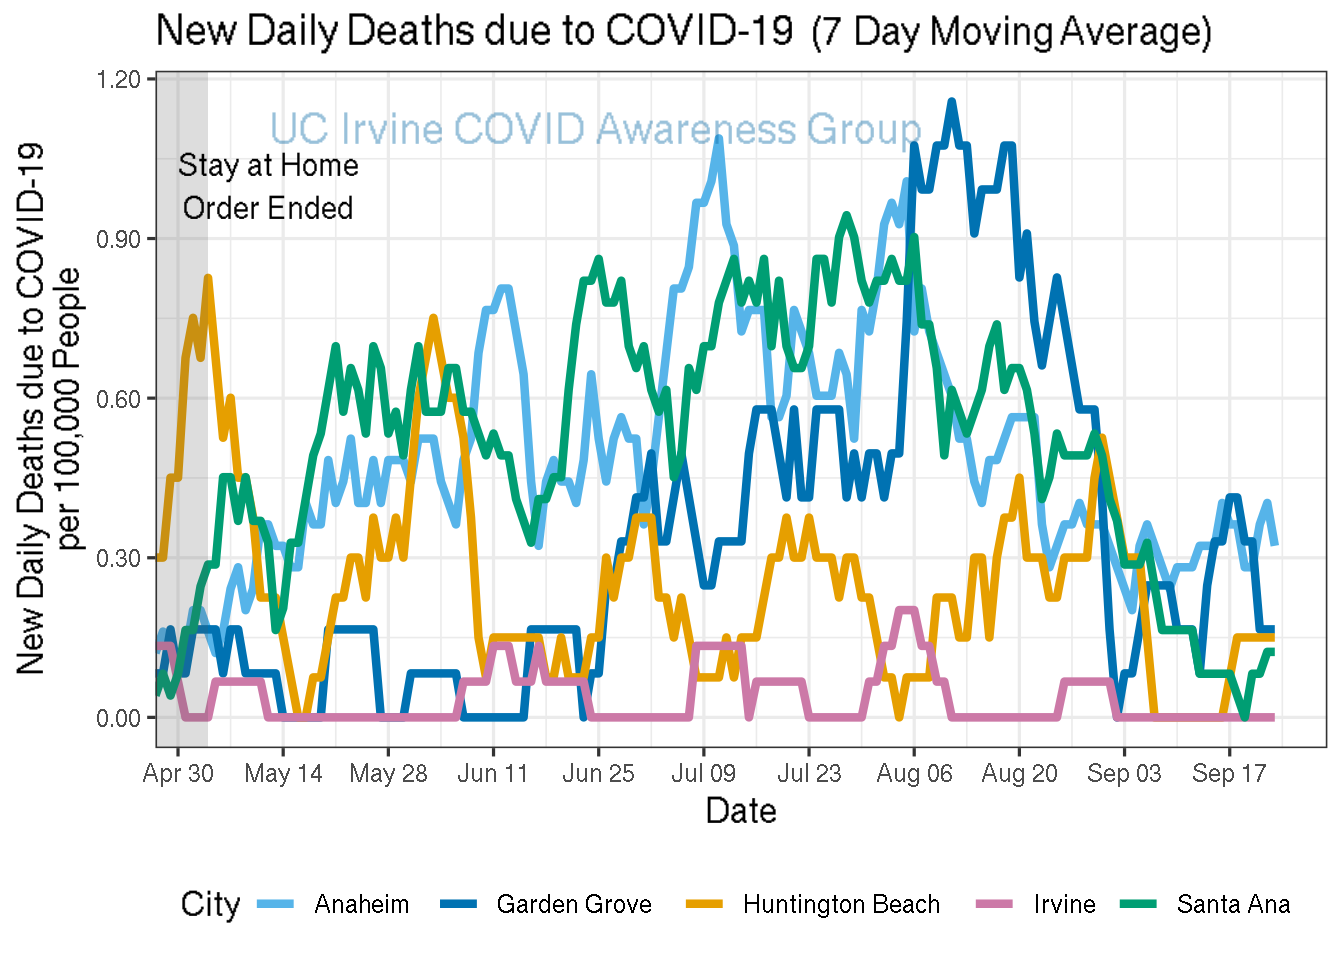 New Daily Deaths due to COVID-19 (7 Day Moving Average)
New Daily Deaths due to COVID-19
per 100,000 People
1.20
0.90
0.60
0.30
0.00
UC Irvine COVID Awareness Group
Stay at Home
Order Ended
Apr 30 May 14 May 28 Jun 11 Jun 25 Jul 09 Jul 23 Aug 06 Aug 20 Sep 03 Sep 17
Date
City Anaheim Garden Grove Huntington Beach Irvine Santa Ana